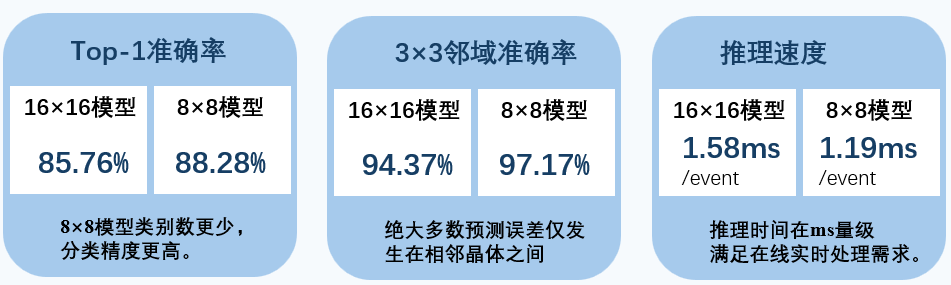 Top-1准确率
16×16模型
8×8模型
85.76%
88.28%
8×8模型类别数更少，
分类精度更高。
3×3邻域准确率
16×16模型
8×8模型
94.37%
97.17%
绝大多数预测误差仅发
生在相邻晶体之间
推理速度
16×16模型
8×8模型
1.58ms
/event
1.19ms
/event
推理时间在ms量级
满足在线实时处理需求。